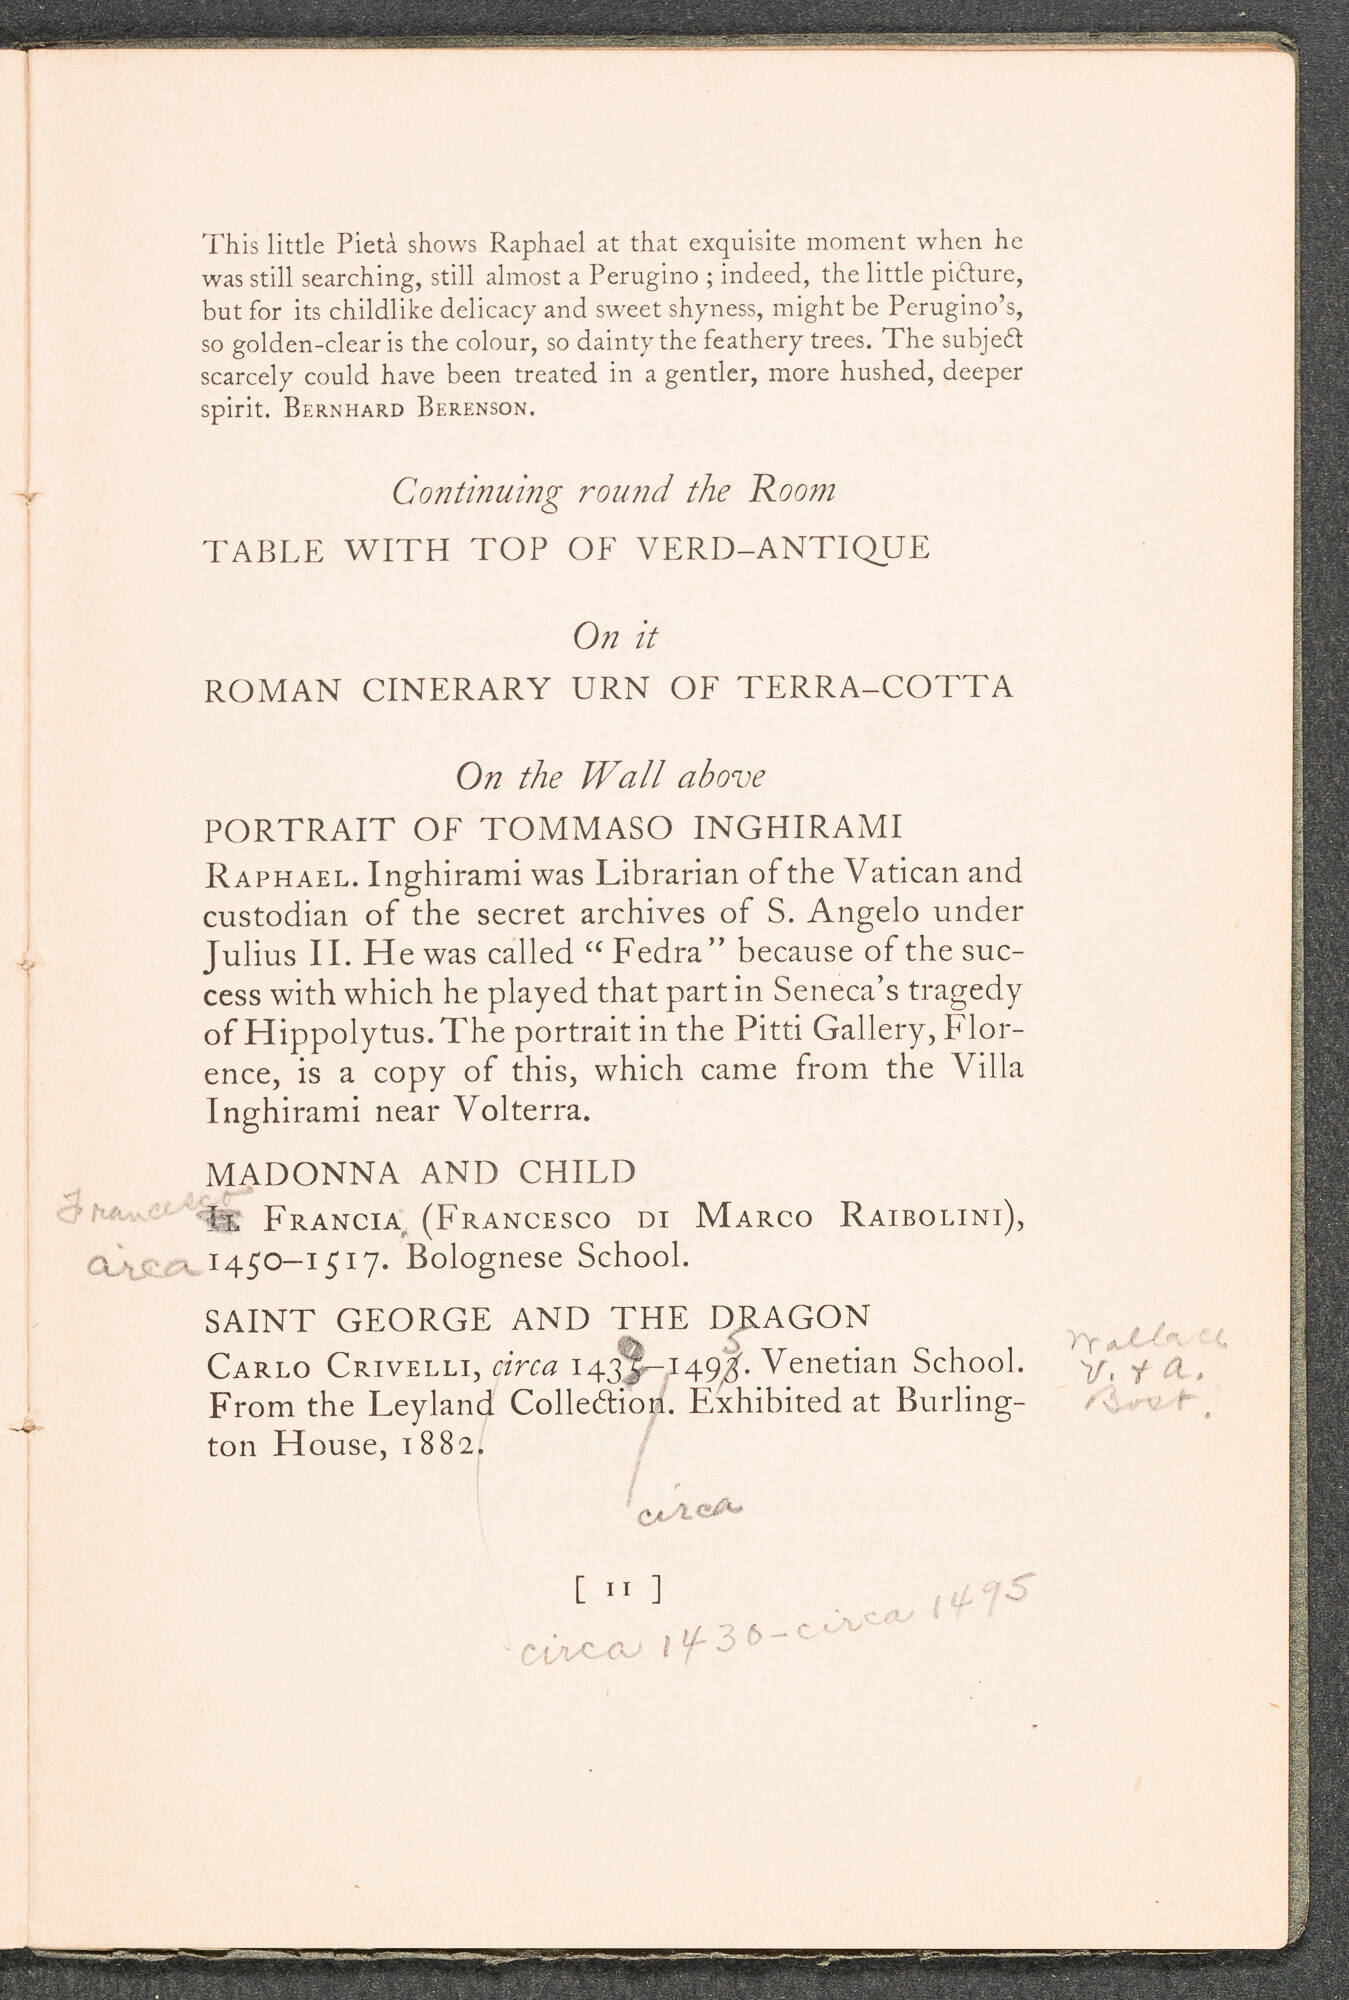 This little Pietà shows Raphael at that exquisite moment when he
was still searching, still almost a Perugino ; indeed, the little picture,
but for its childlike delicacy and sweet shyness, might be Perugino's,
so golden-clear is the colour, so dainty the feathery trees. The subject
scarcely could have been treated in a gentler, more hushed, deeper
spirit. BERNHARD BERENSON.
Continuing round the Room
TABLE WITH TOP OF VERD–ANTIQUE
On it
ROMAN CINERARY URN OF TERRA–COTTA
On the Wall above
PORTRAIT OF TOMMASO INGHIRAMI
RAPHAEL. Inghirami was Librarian of the Vatican and
custodian of the secret archives of S. Angelo under
Julius II. He was called “ Fedra” because of the suc-
cess with which he played that part in Seneca's tragedy
of Hippolytus. The portrait in the Pitti Gallery, Flor-
ence, is a copy of this, which came from the Villa
Inghirami near Volterra.
MADONNA AND CHILD
Francesco
IL FRANCIA, (FRANCESCO DI MARCO RAIBOLINI),
circa 1450–1517. Bolognese School.
SAINT GEORGE AND THE DRAGON
5
CARLO CRIVELLI, circa 1435–1493. Venetian School.
From the Leyland Collection. Exhibited at Burling-
ton House, 1882.
Wallace
V. & A.
Bost.
circa
[ 11 ]
circa 1430–circa 1495